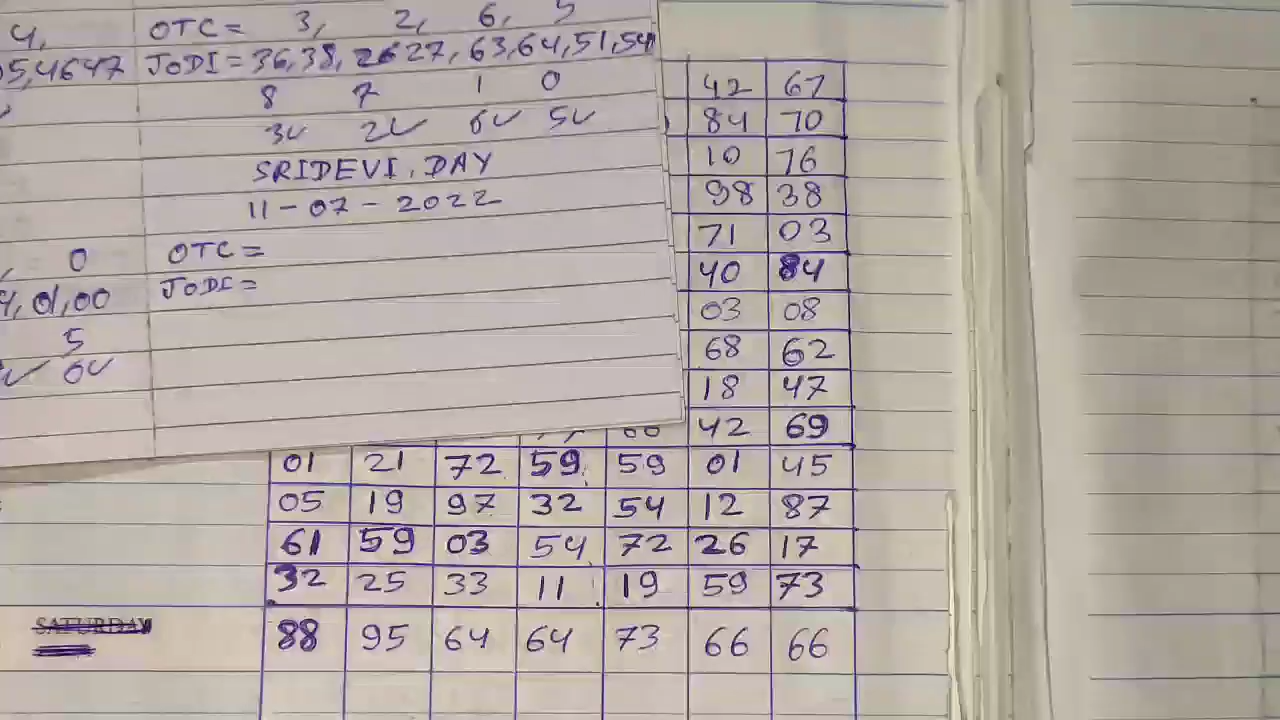 4, OTC = 3, 2, 6, 5
05,4647 JODI = 36,38, 2627, 63,64,51,54
8 7 1 0
3✓ 2✓ 6✓ 5✓
SRIDEVI. DAY
11-07-2022
0 OTC =
01,00 JODI =
5
✓ 0✓
42 67
84 70
10 76
98 38
71 03
40 84
03 08
68 62
18 47
42 69
01 21 72 59 59 01 45
05 19 97 32 54 12 87
61 59 03 54 72 26 17
32 25 33 11 19 59 73
SATURDAY 88 95 64 64 73 66 66